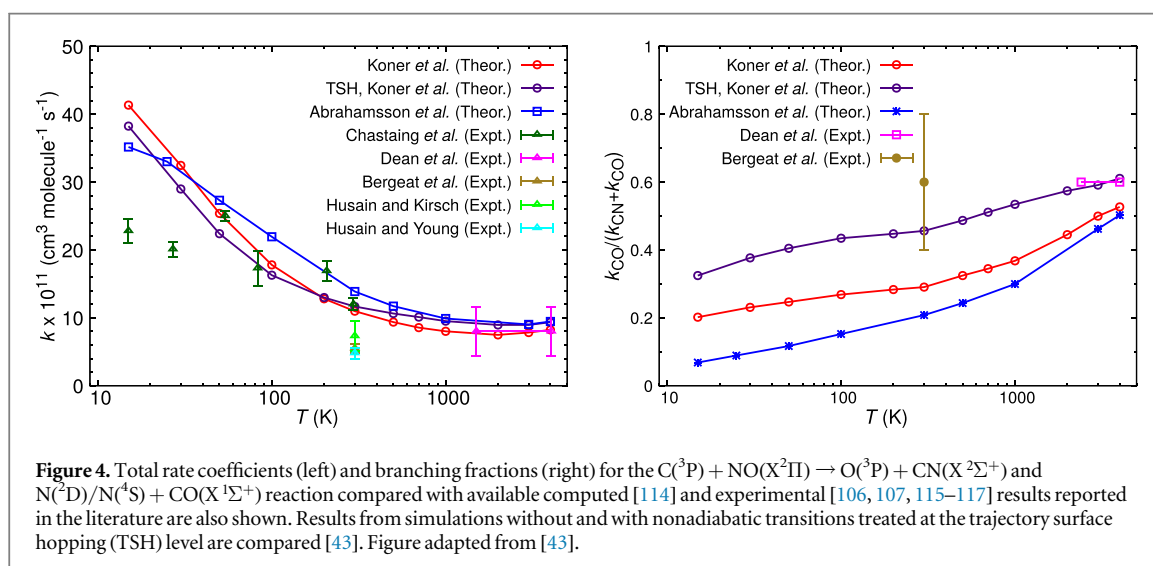 50
40
30
20
10
0
k x 10¹¹ (cm³ molecule⁻¹ s⁻¹)
10
100
1000
T (K)
Koner et al. (Theor.)
TSH, Koner et al. (Theor.)
Abrahamsson et al. (Theor.)
Chastaing et al. (Expt.)
Dean et al. (Expt.)
Bergeat et al. (Expt.)
Husain and Kirsch (Expt.)
Husain and Young (Expt.)
1
0.8
0.6
0.4
0.2
0
k_CO/(k_CN+k_CO)
10
100
1000
T (K)
Koner et al. (Theor.)
TSH, Koner et al. (Theor.)
Abrahamsson et al. (Theor.)
Dean et al. (Expt.)
Bergeat et al. (Expt.)
Figure 4. Total rate coefficients (left) and branching fractions (right) for the C(³P) + NO(X²Π) → O(³P) + CN(X ²Σ⁺) and
N(²D)/N(⁴S) + CO(X ¹Σ⁺) reaction compared with available computed [114] and experimental [106, 107, 115–117] results reported
in the literature are also shown. Results from simulations without and with nonadiabatic transitions treated at the trajectory surface
hopping (TSH) level are compared [43]. Figure adapted from [43].